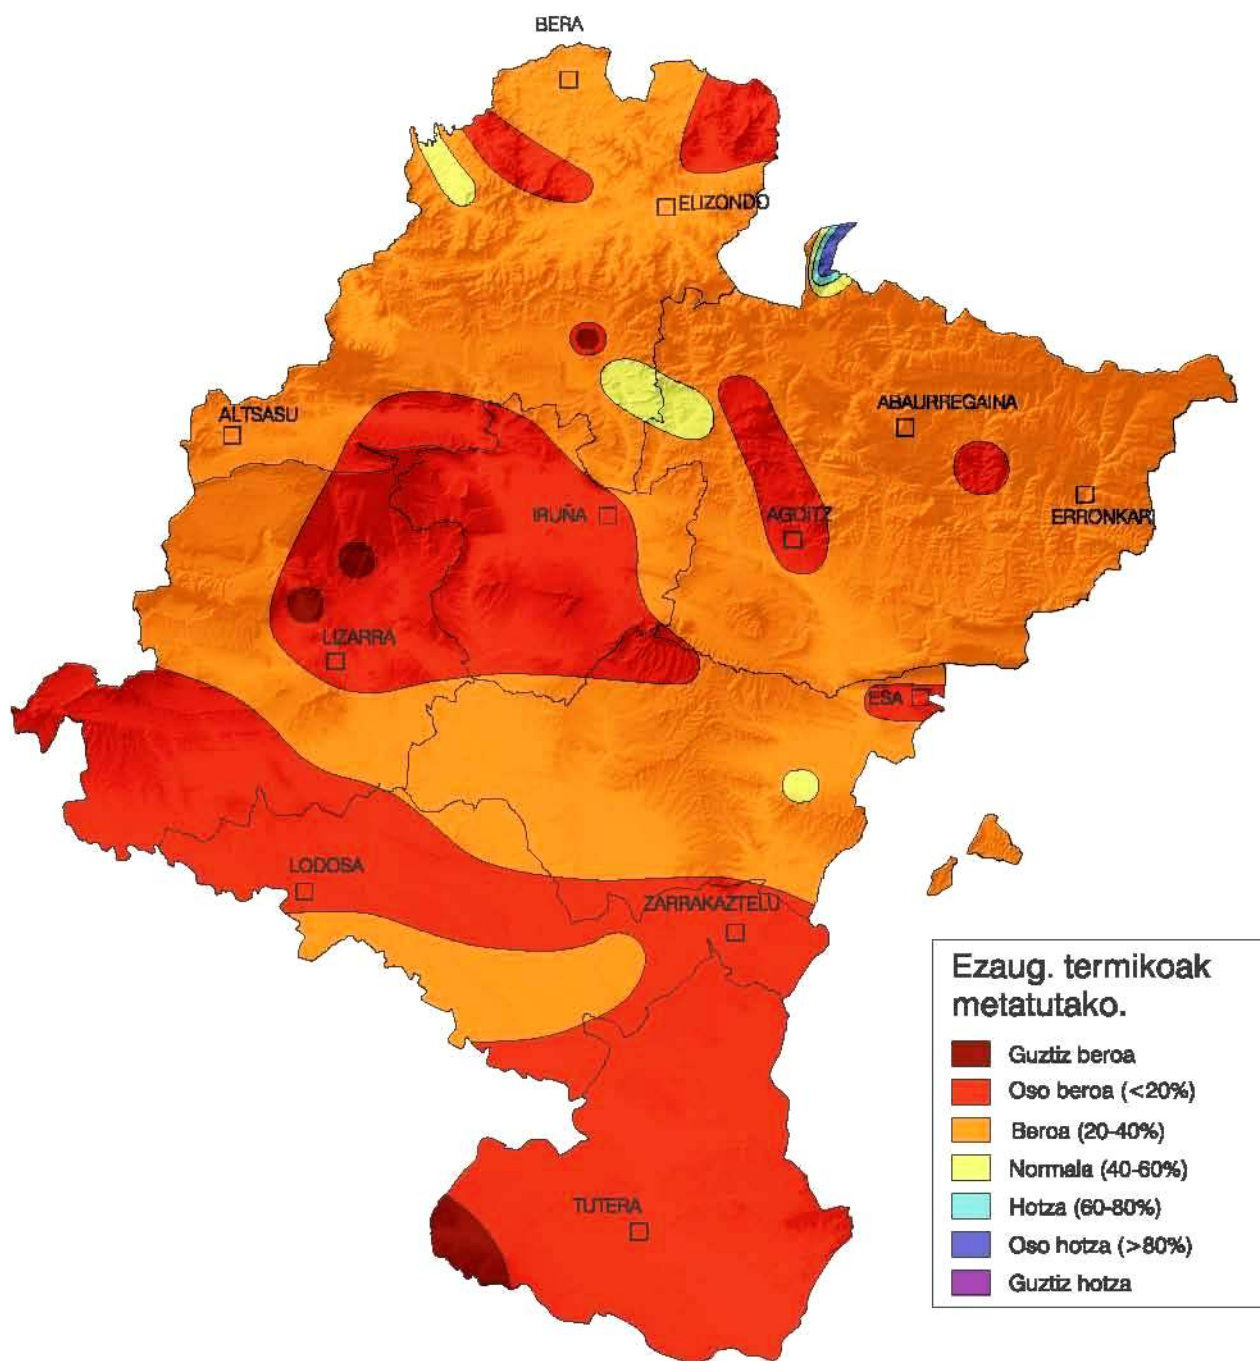 BERA
ELIZONDO
ALTSASU
ABAURREGAINA
IRUÑA
AGOITZ
ERRONKARI
LIZARRA
ESA
LODOSA
ZARRAKAZTELU
TUTERA
Ezaug. termikoak
metatutako.
Guztiz beroa
Oso beroa (<20%)
Beroa (20-40%)
Normala (40-60%)
Hotza (60-80%)
Oso hotza (>80%)
Guztiz hotza